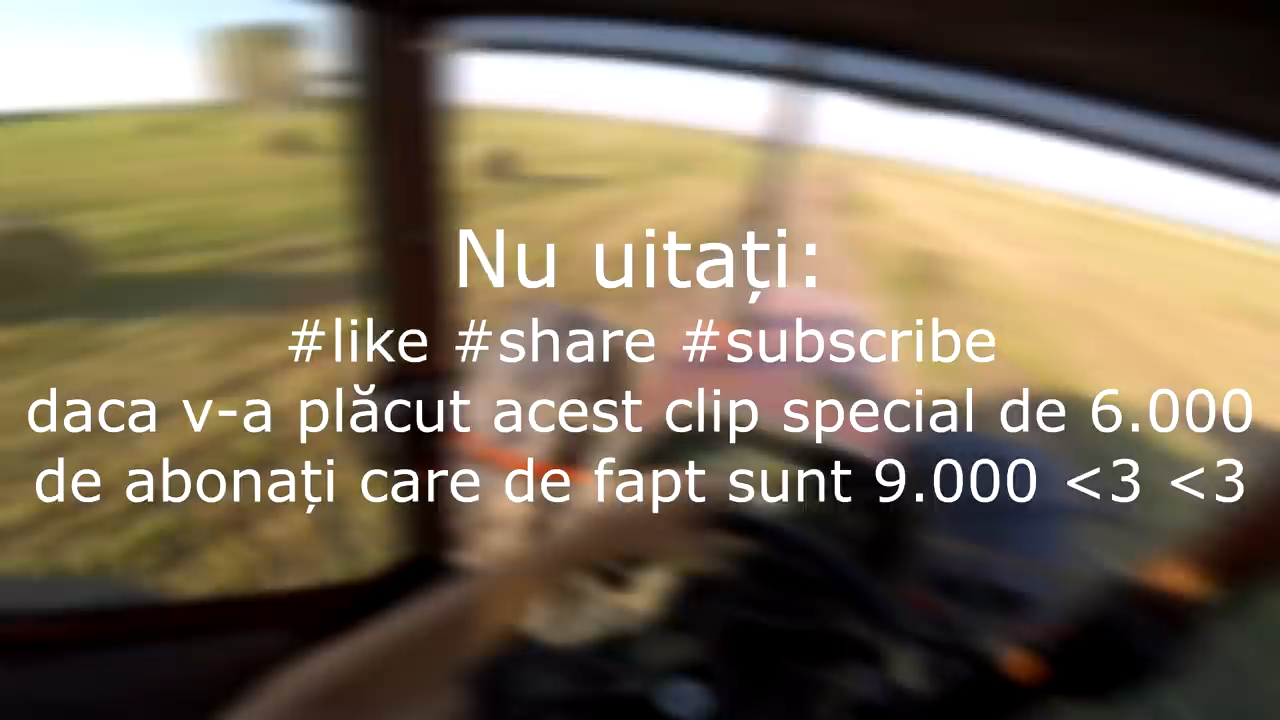 Nu uitați:
#like #share #subscribe
daca v-a plăcut acest clip special de 6.000
de abonați care de fapt sunt 9.000 <3 <3